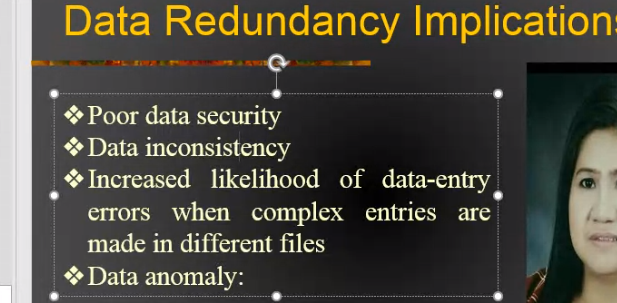 Data Redundancy Implications
❖Poor data security
❖Data inconsistency
❖Increased likelihood of data-entry
errors when complex entries are
made in different files
❖Data anomaly: